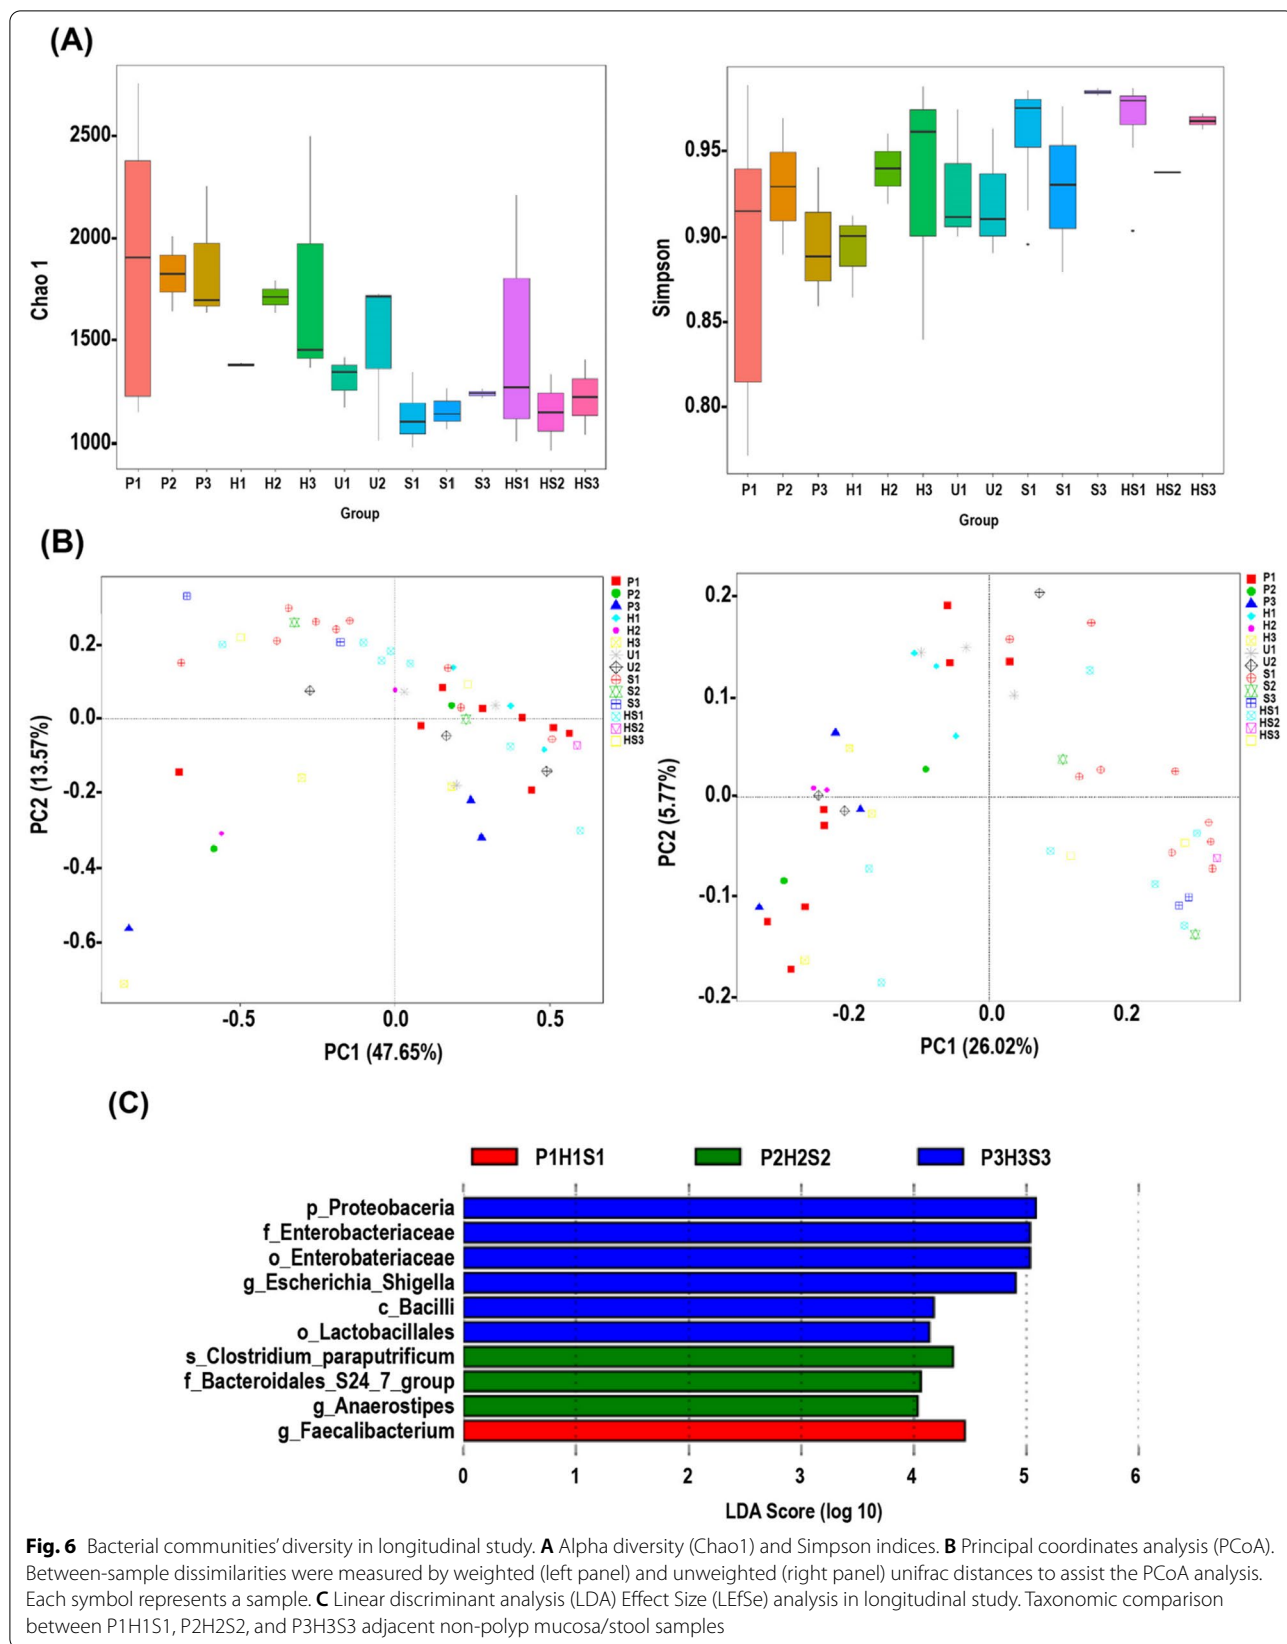 (A)
Chao 1
2500
2000
1500
1000
P1 P2 P3 H1 H2 H3 U1 U2 S1 S1 S3 HS1 HS2 HS3
Group
Simpson
0.95
0.90
0.85
0.80
P1 P2 P3 H1 H2 H3 U1 U2 S1 S1 S3 HS1 HS2 HS3
Group
(B)
PC2 (13.57%)
0.2
0.0
-0.2
-0.4
-0.6
-0.5 0.0 0.5
PC1 (47.65%)
P1
P2
P3
H1
H2
H3
U1
U2
S1
S2
S3
HS1
HS2
HS3
PC2 (5.77%)
0.2
0.1
0.0
-0.1
-0.2
-0.2 0.0 0.2
PC1 (26.02%)
P1
P2
P3
H1
H2
H3
U1
U2
S1
S2
S3
HS1
HS2
HS3
(C)
P1H1S1 P2H2S2 P3H3S3
p_Proteobaceria
f_Enterobacteriaceae
o_Enterobateriaceae
g_Escherichia_Shigella
c_Bacilli
o_Lactobacillales
s_Clostridium_paraputrificum
f_Bacteroidales_S24_7_group
g_Anaerostipes
g_Faecalibacterium
0 1 2 3 4 5 6
LDA Score (log 10)
Fig. 6 Bacterial communities' diversity in longitudinal study. A Alpha diversity (Chao1) and Simpson indices. B Principal coordinates analysis (PCoA).
Between-sample dissimilarities were measured by weighted (left panel) and unweighted (right panel) unifrac distances to assist the PCoA analysis.
Each symbol represents a sample. C Linear discriminant analysis (LDA) Effect Size (LEfSe) analysis in longitudinal study. Taxonomic comparison
between P1H1S1, P2H2S2, and P3H3S3 adjacent non-polyp mucosa/stool samples